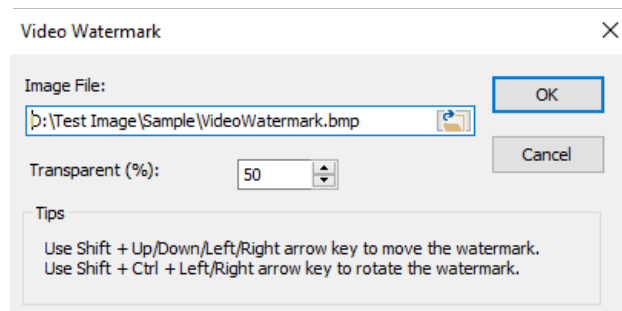 Video Watermark
Image File:
OK
D:\Test Image\Sample\VideoWatermark.bmp
Transparent (%):
50
Cancel
Tips
Use Shift + Up/Down/Left/Right arrow key to move the watermark.
Use Shift + Ctrl + Left/Right arrow key to rotate the watermark.